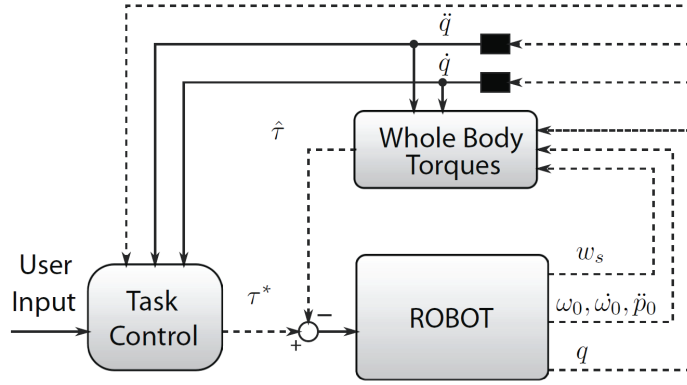 q̈
q̇
τ̂
Whole Body
Torques
User
Input
Task
Control
τ*
−
+
ROBOT
w_s
ω₀, ω̇₀, p̈₀
q